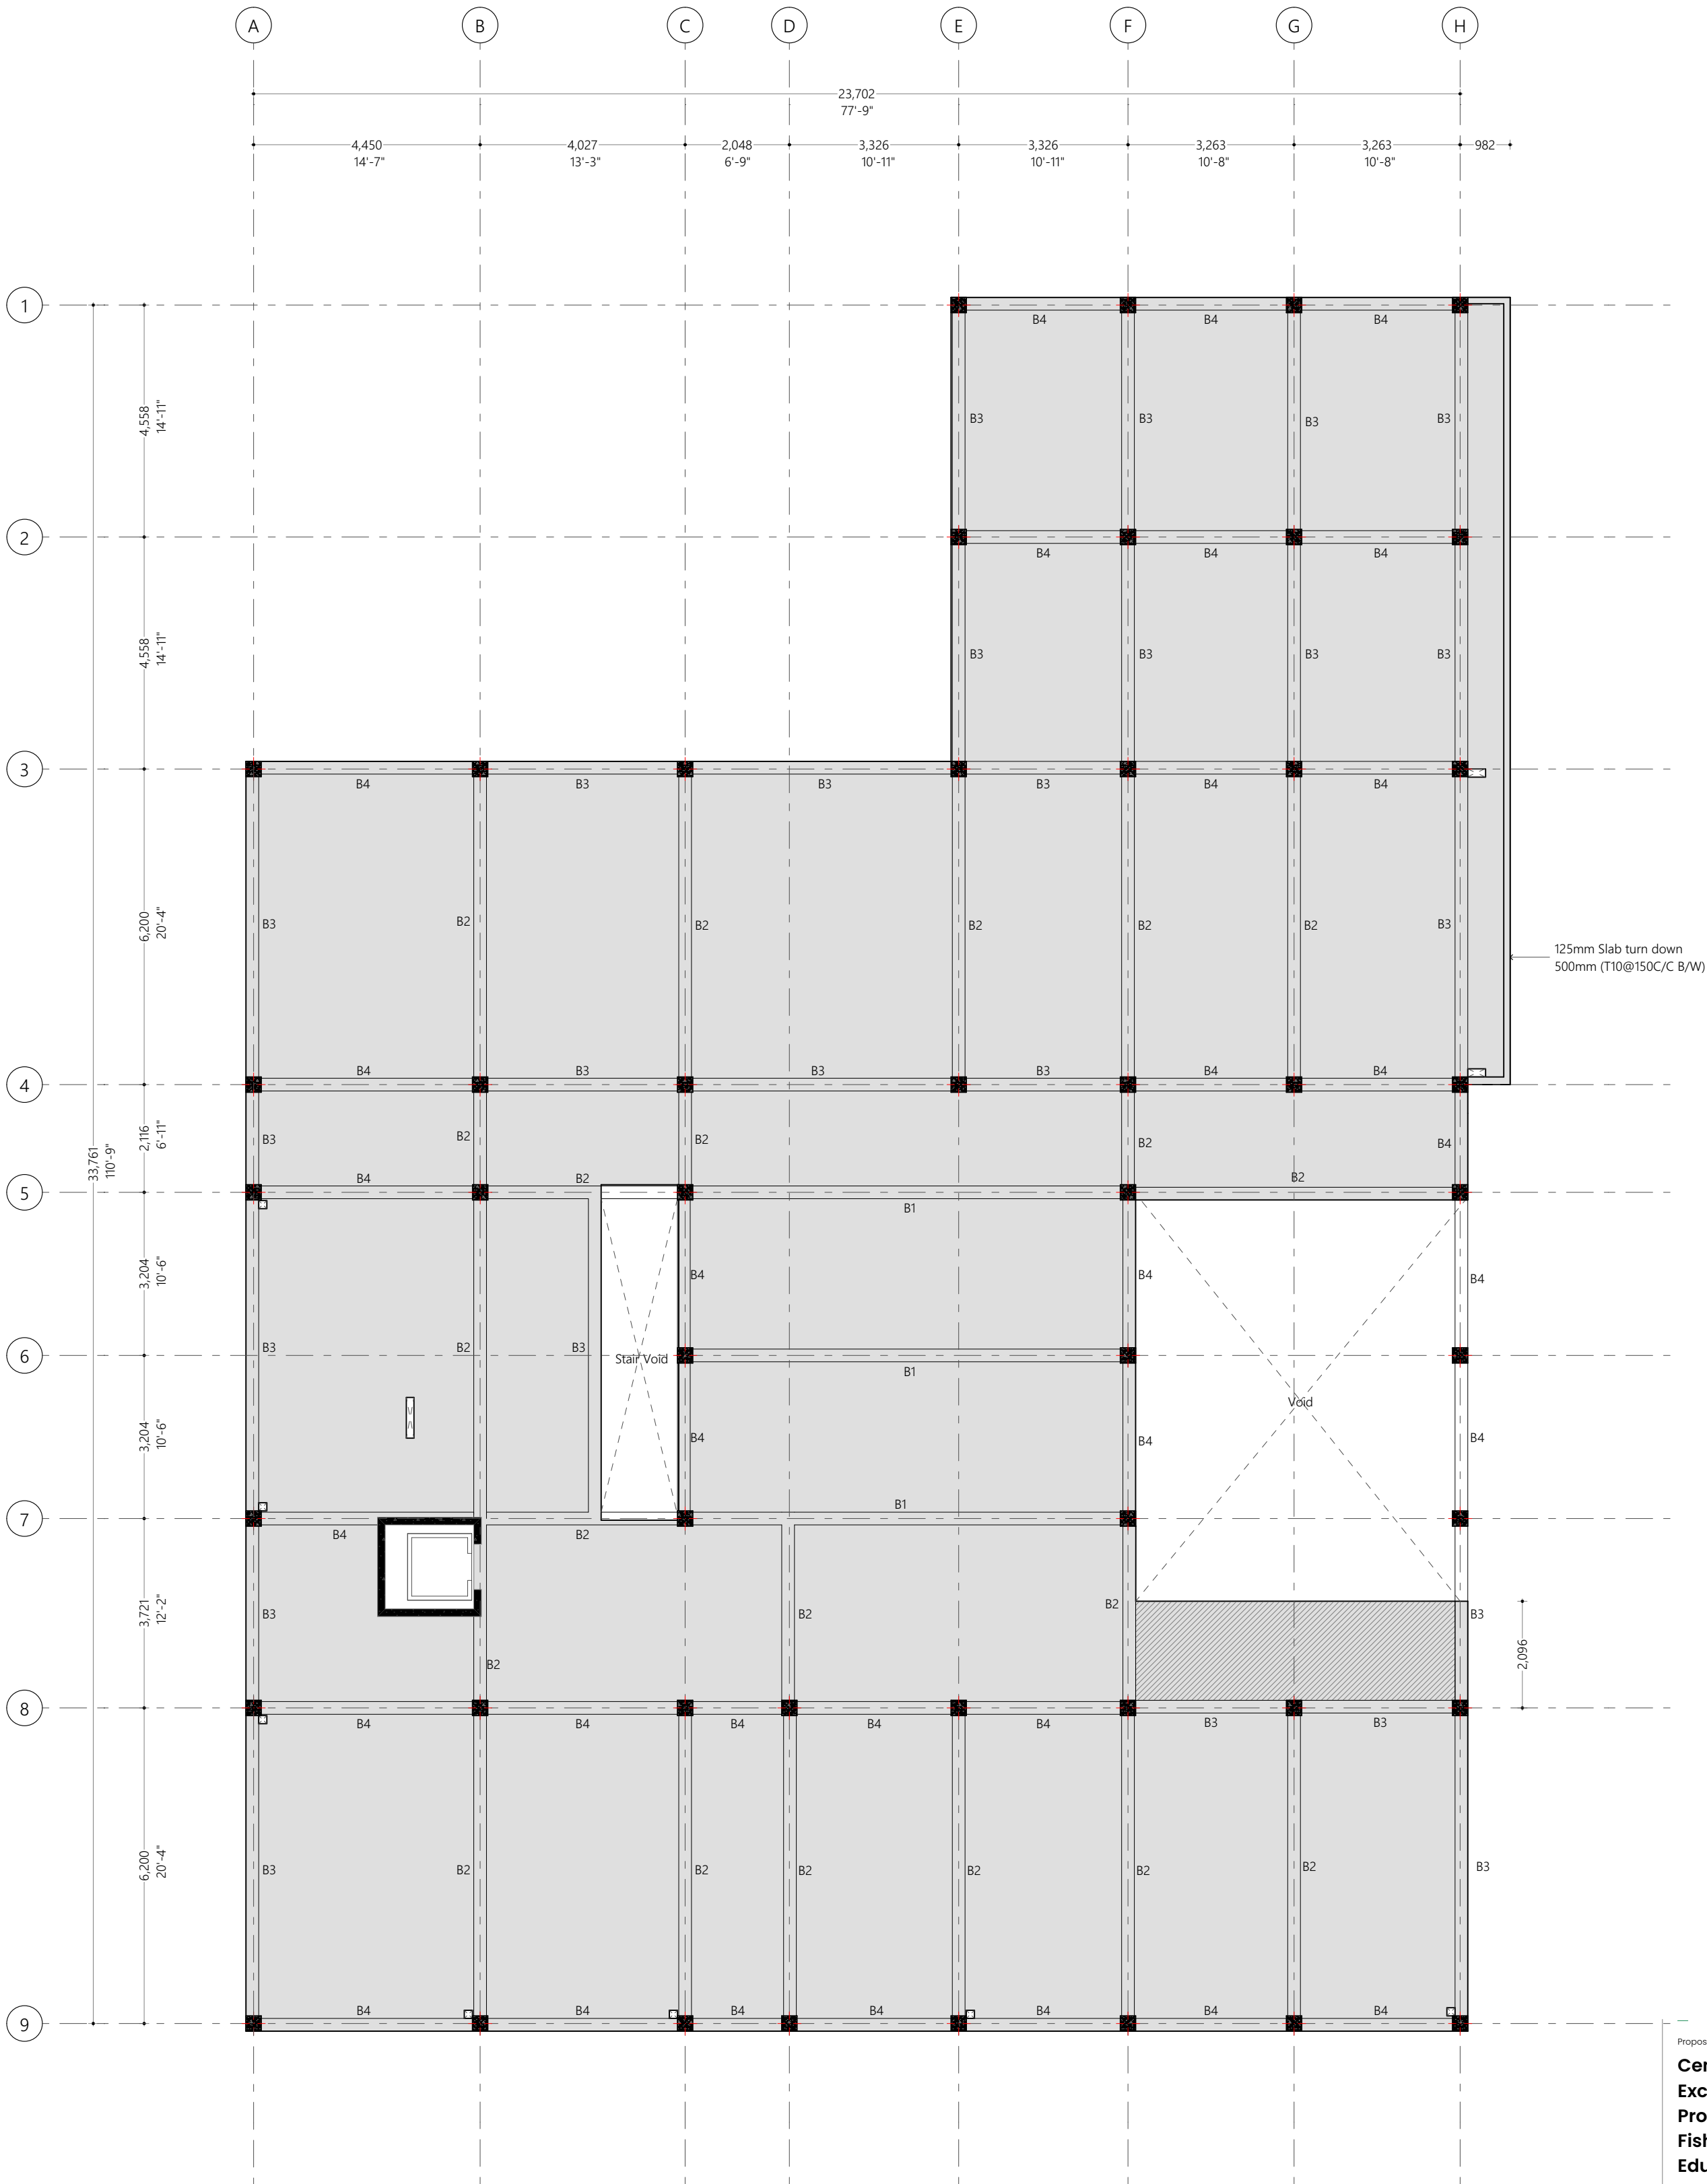 A B C D E F G H
23,702
77'-9"
4,450 4,027 2,048 3,326 3,326 3,263 3,263 982
14'-7" 13'-3" 6'-9" 10'-11" 10'-11" 10'-8" 10'-8"
1
B4 B4 B4
4,558
14'-11"
B3 B3 B3 B3
2
B4 B4 B4
4,558
14'-11"
B3 B3 B3 B3
3
B4 B3 B3 B3 B4 B4
6,200
20'-4"
B3 B2 B2 B2 B2 B2 B3
125mm Slab turn down
500mm (T10@150C/C B/W)
B4 B3 B3 B3 B4 B4
4
33,761
110'-9"
2,116
6'-11"
B3 B2 B2 B2 B4
B4 B2 B2
5
B1
3,204
10'-6"
B4 B4 B4
B3 B2 B3
6
Stair Void
B1
Void
3,204
10'-6"
B4 B4 B4
B1
7
B4 B2
3,721
12'-2"
B3 B2 B2 B3
2,096
B2
8
B4 B4 B4 B4 B4 B3 B3
6,200
20'-4"
B3 B2 B2 B2 B2 B2 B2 B3
B4 B4 B4 B4 B4 B4 B4
9
Propos
Cer
Exc
Pro
Fish
Edu